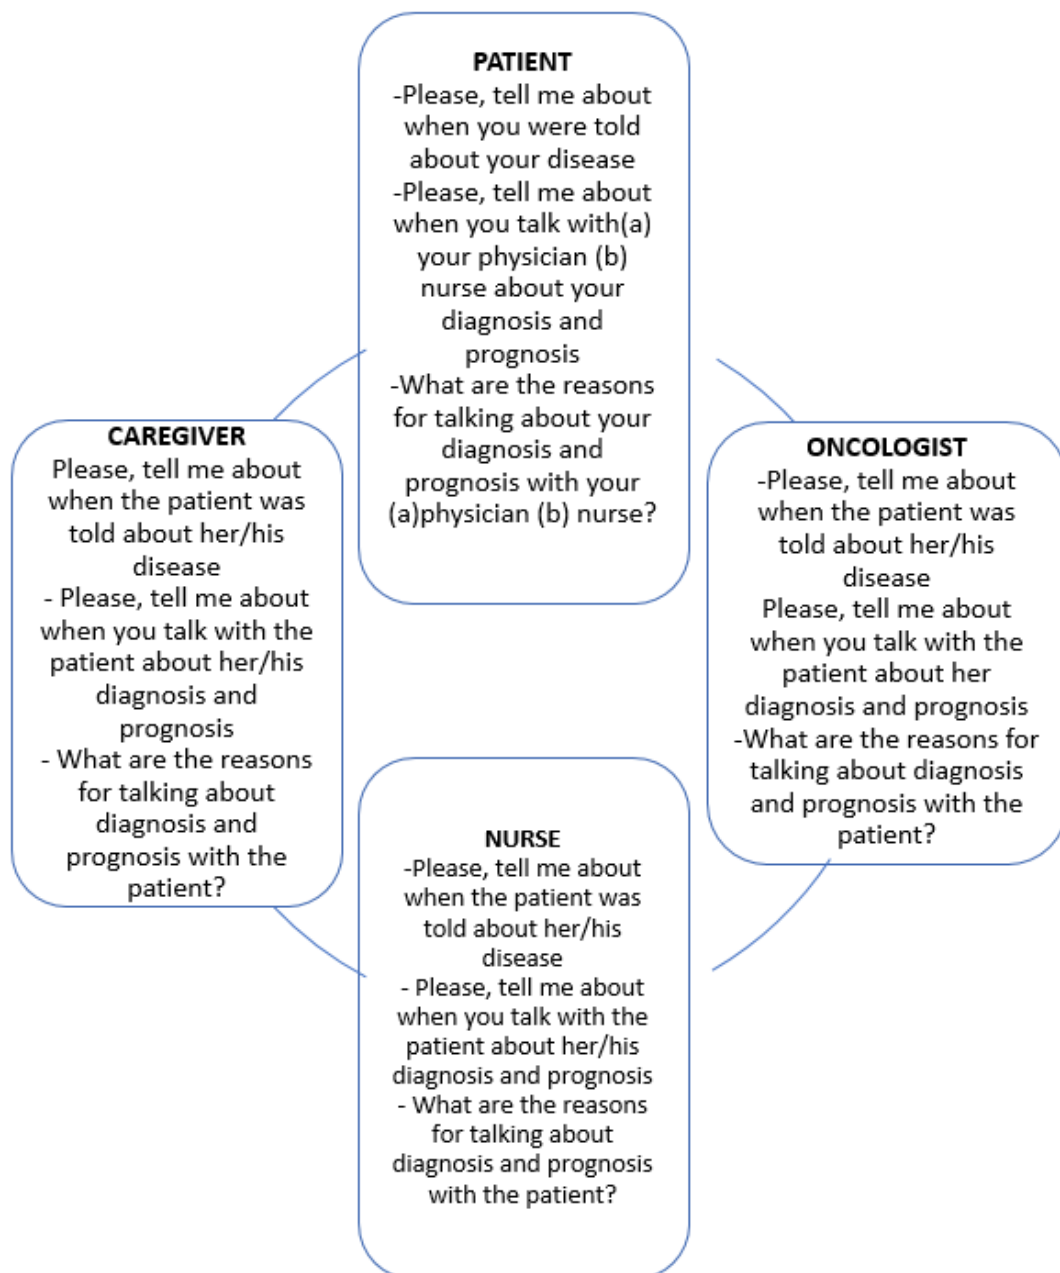 PATIENT
-Please, tell me about
when you were told
about your disease
-Please, tell me about
when you talk with(a)
your physician (b)
nurse about your
diagnosis and
prognosis
-What are the reasons
for talking about your
diagnosis and
prognosis with your
(a)physician (b) nurse?
CAREGIVER
Please, tell me about
when the patient was
told about her/his
disease
- Please, tell me about
when you talk with the
patient about her/his
diagnosis and
prognosis
- What are the reasons
for talking about
diagnosis and
prognosis with the
patient?
ONCOLOGIST
-Please, tell me about
when the patient was
told about her/his
disease
Please, tell me about
when you talk with the
patient about her
diagnosis and prognosis
-What are the reasons for
talking about diagnosis
and prognosis with the
patient?
NURSE
-Please, tell me about
when the patient was
told about her/his
disease
- Please, tell me about
when you talk with the
patient about her/his
diagnosis and prognosis
- What are the reasons
for talking about
diagnosis and prognosis
with the patient?